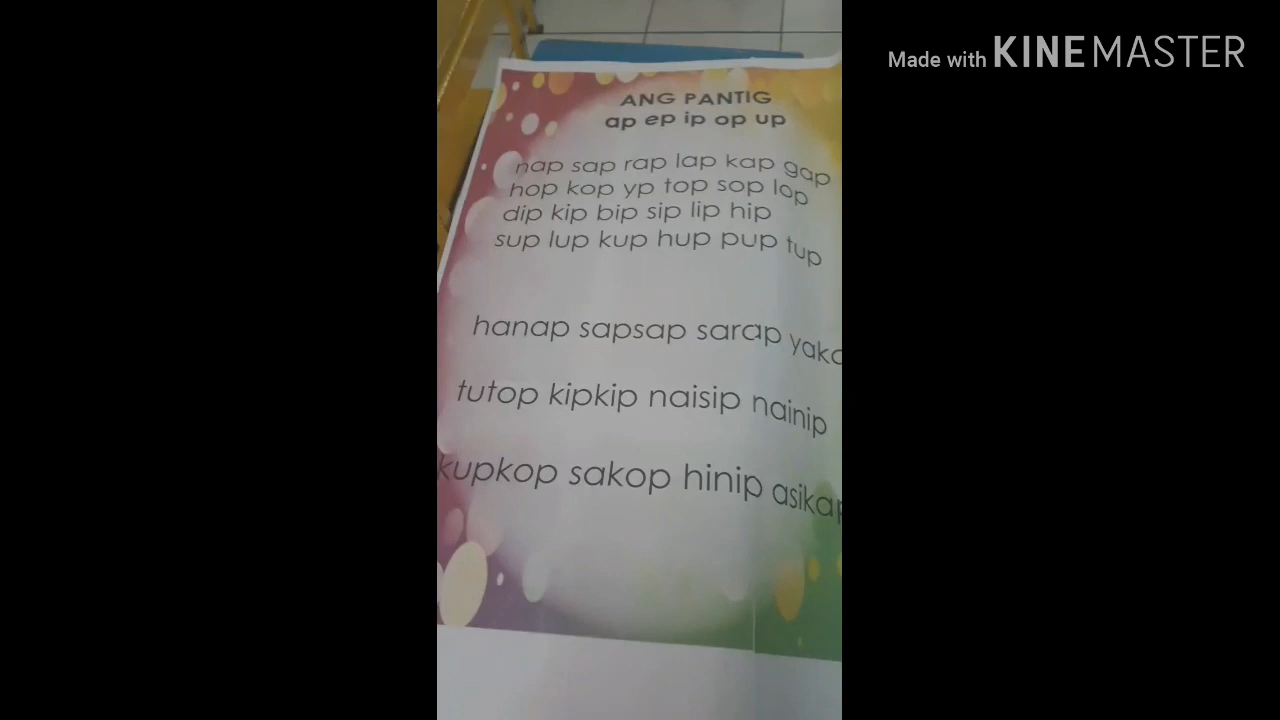 Made with KINEMASTER
ANG PANTIG
ap ep ip op up
nap sap rap lap kap gap
hop kop yp top sop lop
dip kip bip sip lip hip
sup lup kup hup pup tup
hanap sapsap sarap
tutop kipkip naisip nainip
kupkop sakop hinip asikap